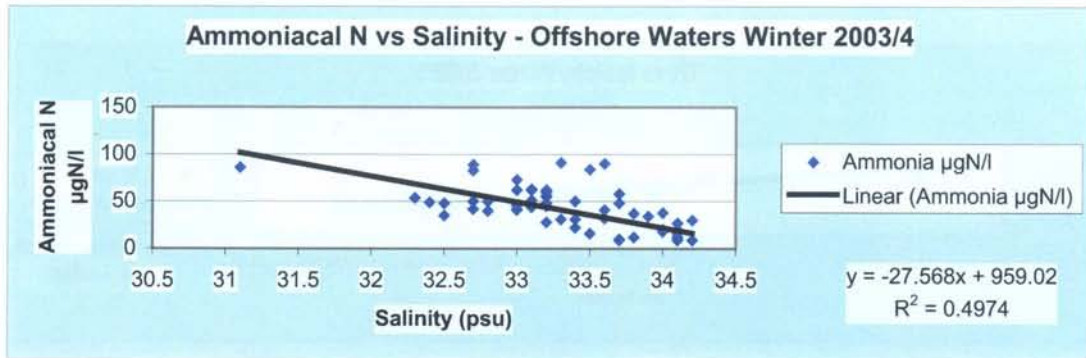 Ammoniacal N vs Salinity - Offshore Waters Winter 2003/4
Ammoniacal N
µgN/l
150
100
50
0
30.5 31 31.5 32 32.5 33 33.5 34 34.5
Salinity (psu)
Ammonia µgN/l
Linear (Ammonia µgN/l)
y = -27.568x + 959.02
R² = 0.4974